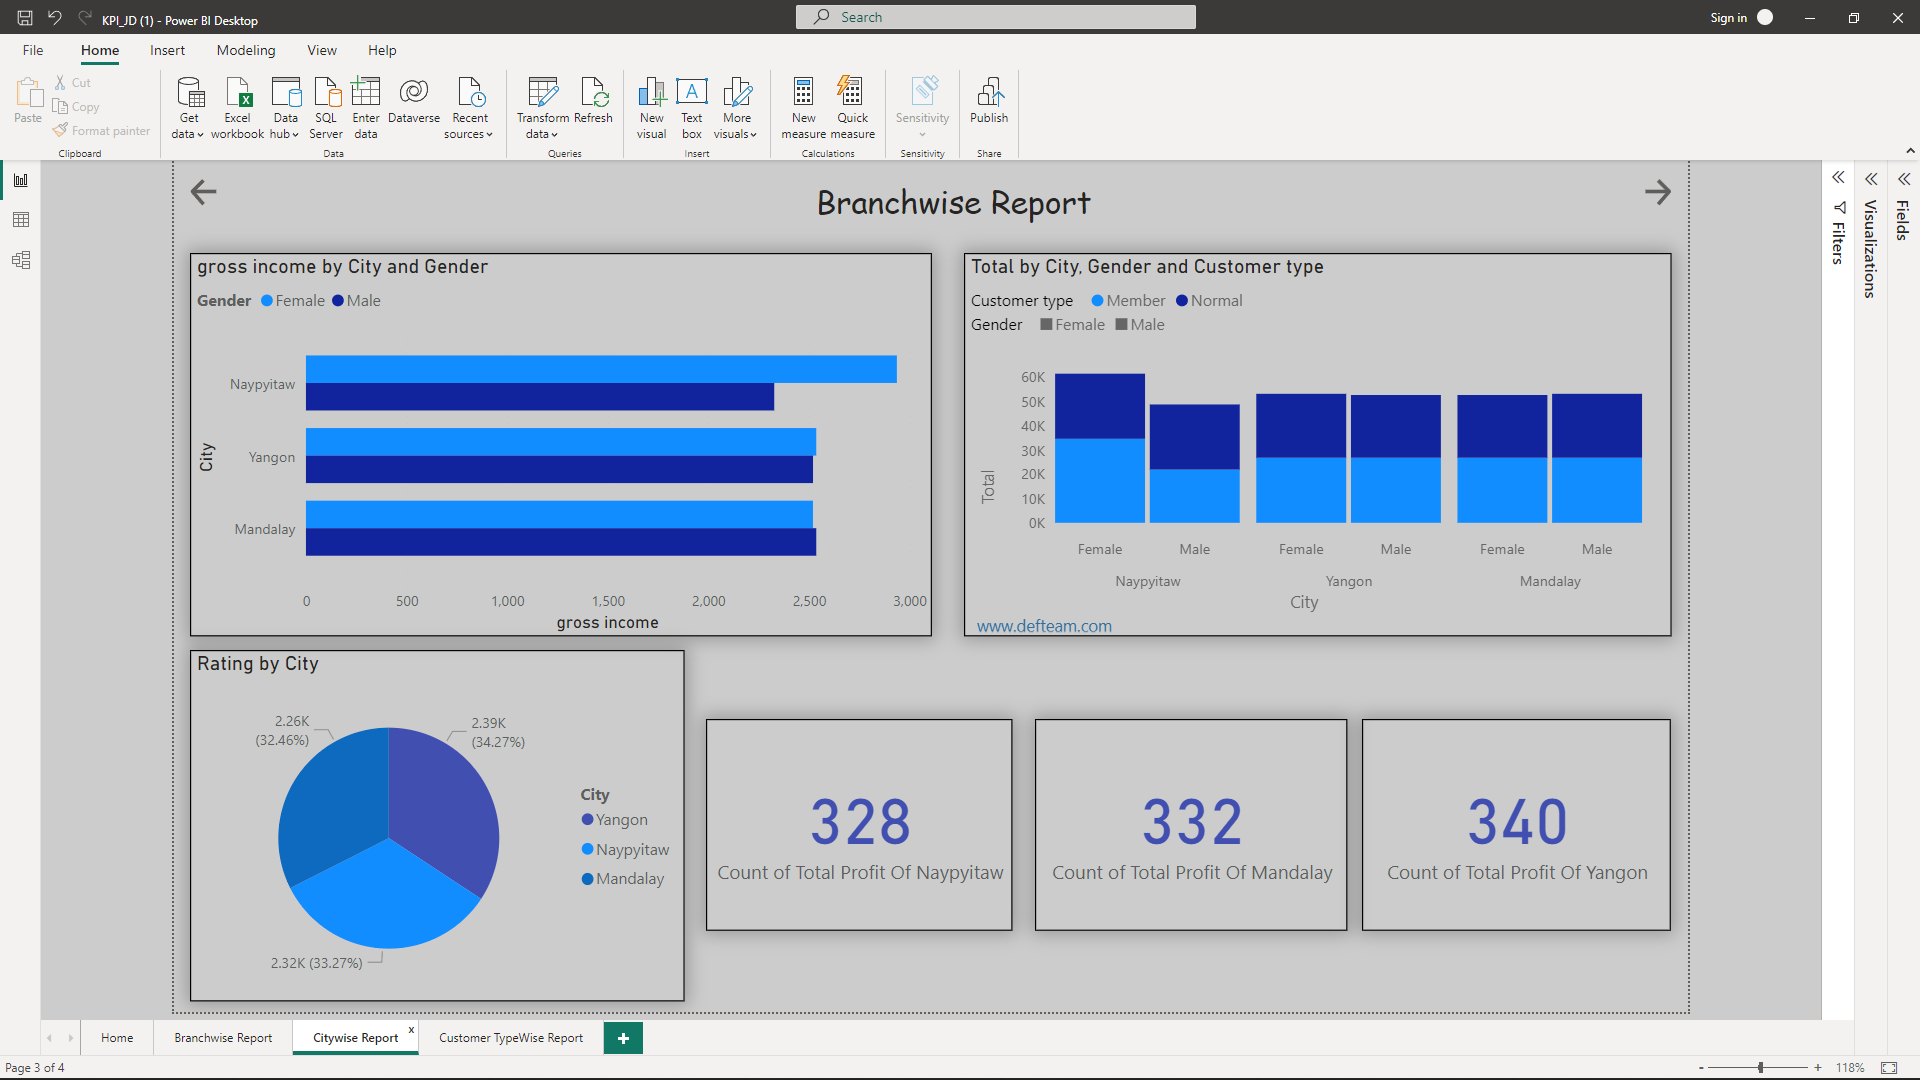 KPI_JD (1) - Power BI Desktop
Search
Sign in
File Home Insert Modeling View Help
Paste
Cut
Copy
Format painter
Clipboard
Get data
Excel workbook
Data hub
SQL Server
Enter data
Dataverse
Recent sources
Data
Transform data
Refresh
Queries
New visual
Text box
More visuals
Insert
New measure
Quick measure
Calculations
Sensitivity
Sensitivity
Publish
Share
Filters
Visualizations
Fields
Branchwise Report
gross income by City and Gender
Gender Female Male
City
Naypyitaw
Yangon
Mandalay
0 500 1,000 1,500 2,000 2,500 3,000
gross income
Total by City, Gender and Customer type
Customer type Member Normal
Gender Female Male
Total
60K
50K
40K
30K
20K
10K
0K
Female Male Female Male Female Male
Naypyitaw Yangon Mandalay
City
www.defteam.com
Rating by City
2.26K
(32.46%)
2.39K
(34.27%)
2.32K (33.27%)
City
Yangon
Naypyitaw
Mandalay
328
Count of Total Profit Of Naypyitaw
332
Count of Total Profit Of Mandalay
340
Count of Total Profit Of Yangon
Home Branchwise Report Citywise Report x Customer TypeWise Report +
Page 3 of 4
- + 118%